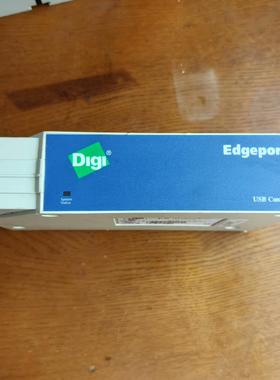 Digi®
Edgepor
System
Status
USB Con